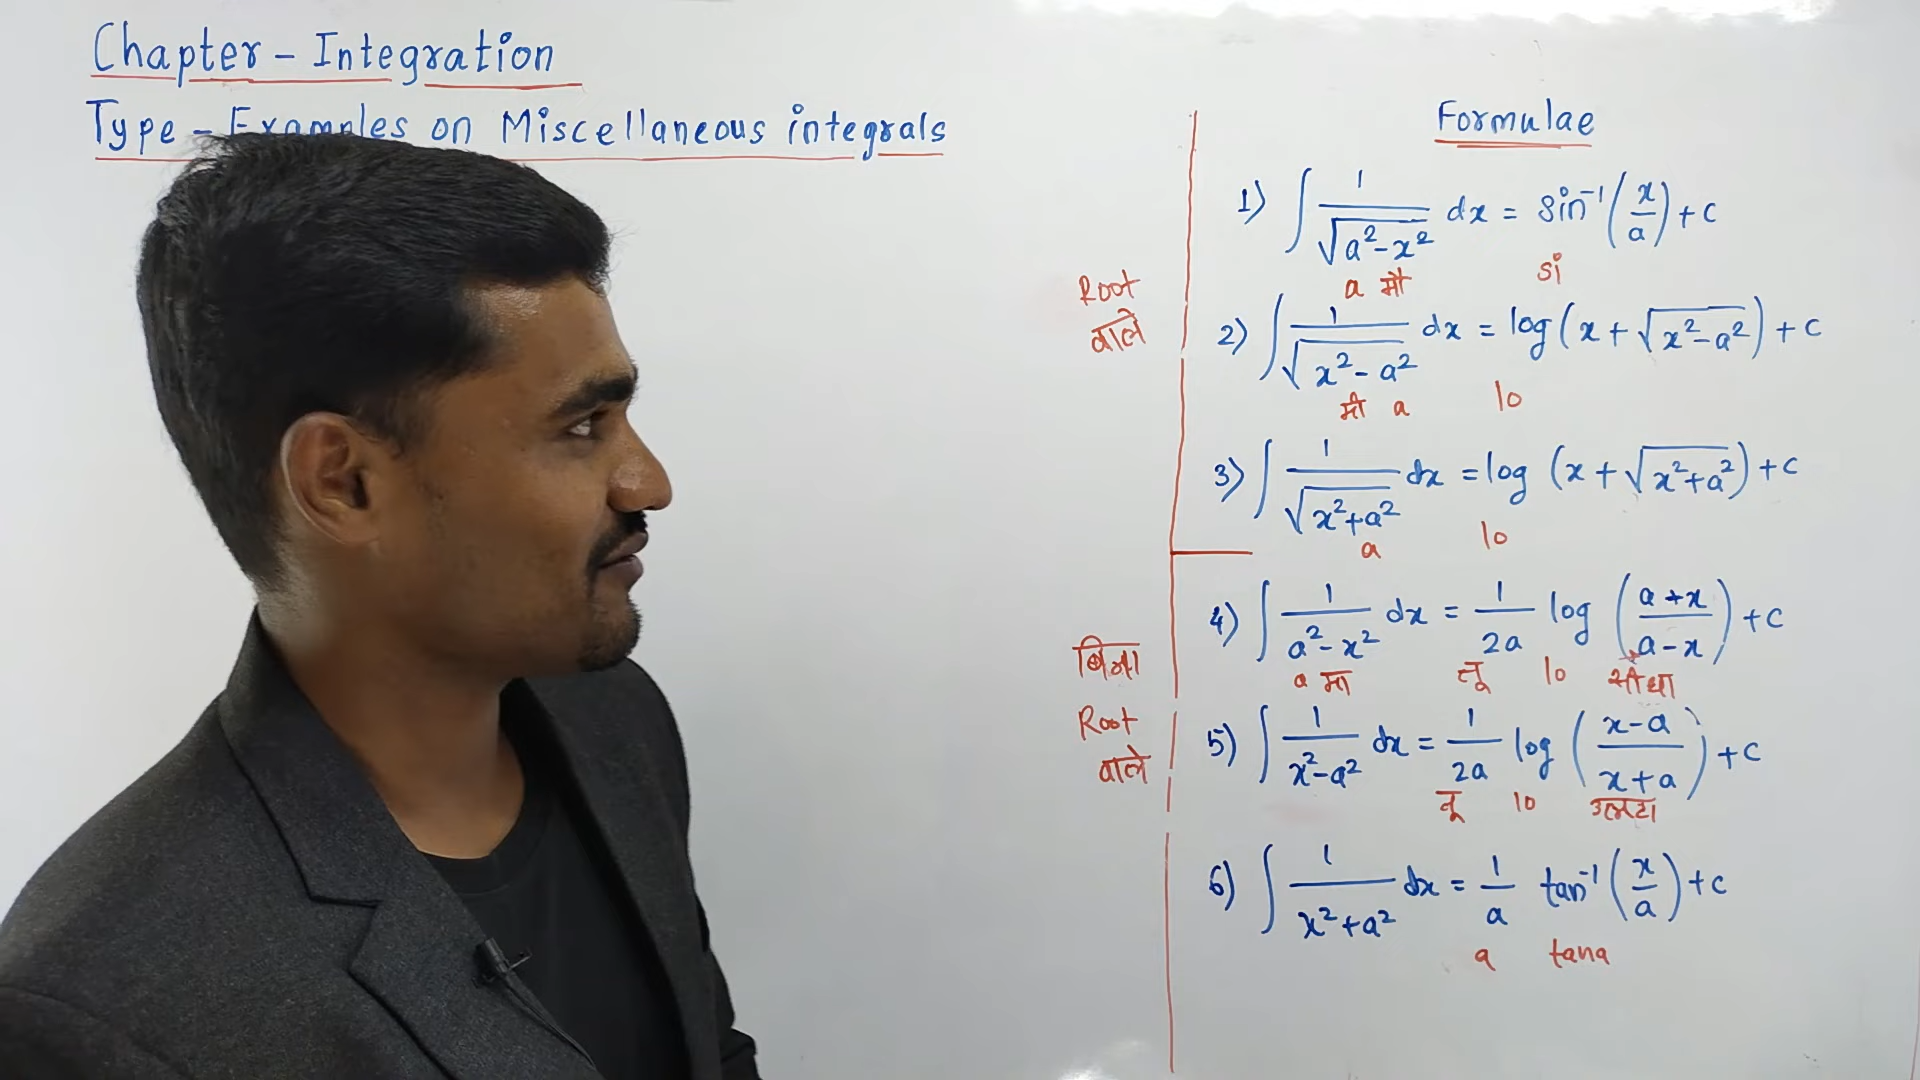 Chapter - Integration
Type - Examples on Miscellaneous integrals
Formulae
1) ∫ 1/√(a²-x²) dx = sin⁻¹(x/a) + c
a मी si
Root
वाले
2) ∫ 1/√(x²-a²) dx = log(x + √(x²-a²)) + c
मी a lo
3) ∫ 1/√(x²+a²) dx = log (x + √(x²+a²)) + c
a lo
बिना
Root
वाले
4) ∫ 1/(a²-x²) dx = 1/2a log ((a+x)/(a-x)) + c
a मा तू lo सीधा
5) ∫ 1/(x²-a²) dx = 1/2a log ((x-a)/(x+a)) + c
तू lo उल्टा
6) ∫ 1/(x²+a²) dx = 1/a tan⁻¹(x/a) + c
a tana